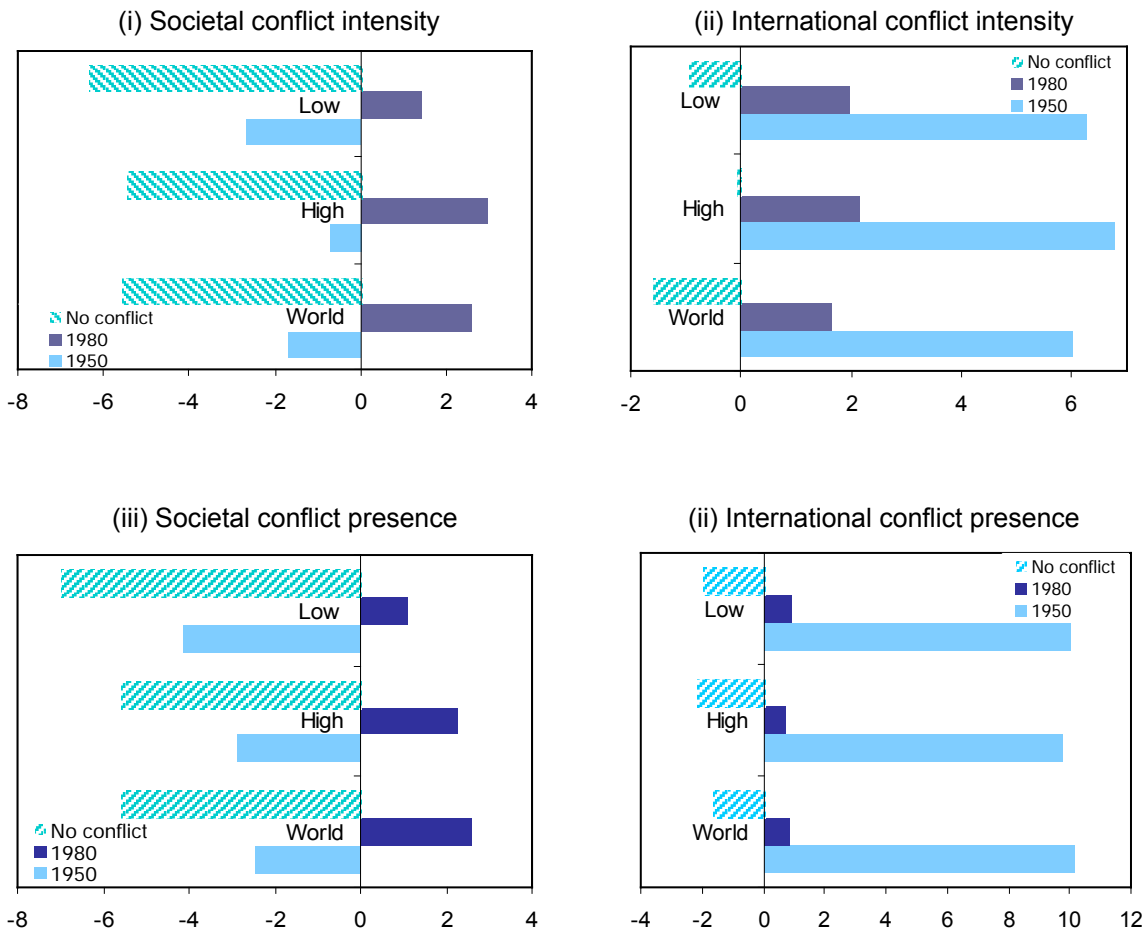 (i) Societal conflict intensity
Low
High
World
No conflict
1980
1950
-8 -6 -4 -2 0 2 4
(ii) International conflict intensity
No conflict
1980
1950
Low
High
World
-2 0 2 4 6
(iii) Societal conflict presence
Low
High
World
No conflict
1980
1950
-8 -6 -4 -2 0 2 4
(ii) International conflict presence
No conflict
1980
1950
Low
High
World
-4 -2 0 2 4 6 8 10 12